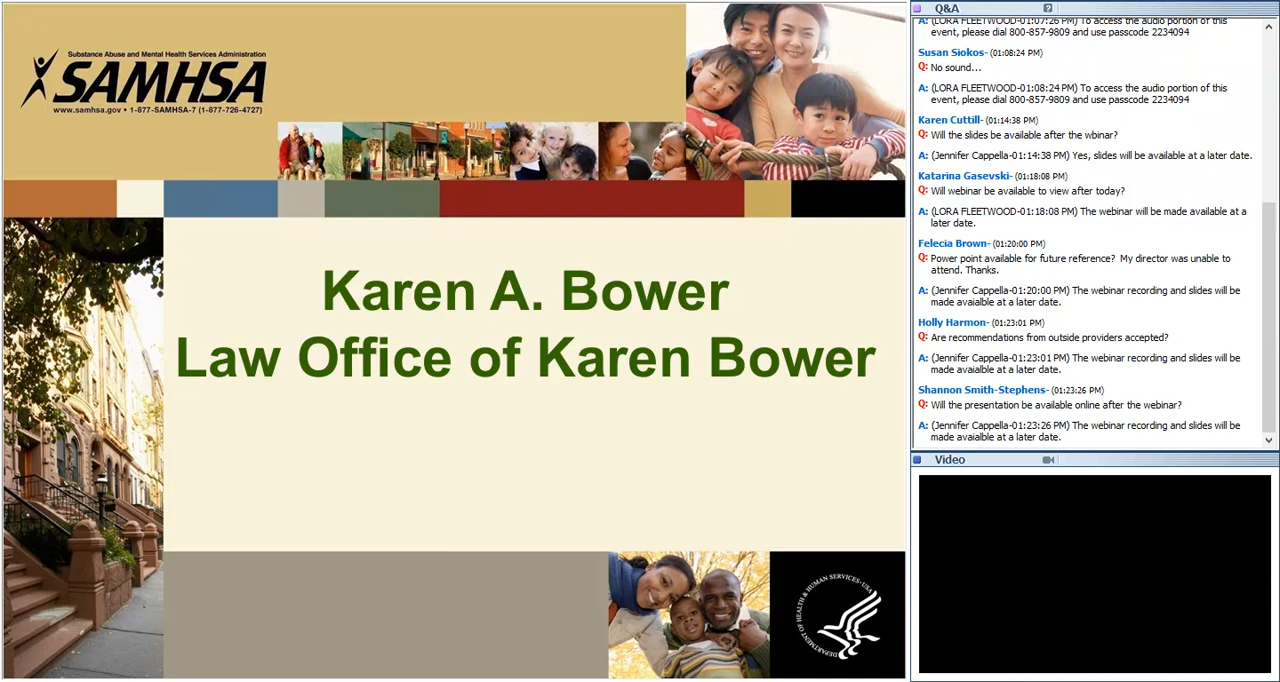 Substance Abuse and Mental Health Services Administration
SAMHSA
www.samhsa.gov • 1-877-SAMHSA-7 (1-877-726-4727)
Karen A. Bower
Law Office of Karen Bower
DEPARTMENT OF HEALTH & HUMAN SERVICES • USA
Q&A
?
A: (LORA FLEETWOOD-01:07:26 PM) To access the audio portion of this
event, please dial 800-857-9809 and use passcode 2234094
Susan Siokos- (01:08:24 PM)
Q: No sound...
A: (LORA FLEETWOOD-01:08:24 PM) To access the audio portion of this
event, please dial 800-857-9809 and use passcode 2234094
Karen Cuttill- (01:14:38 PM)
Q: Will the slides be available after the wbinar?
A: (Jennifer Cappella-01:14:38 PM) Yes, slides will be available at a later date.
Katarina Gasevski- (01:18:08 PM)
Q: Will webinar be available to view after today?
A: (LORA FLEETWOOD-01:18:08 PM) The webinar will be made available at a
later date.
Felecia Brown- (01:20:00 PM)
Q: Power point available for future reference? My director was unable to
attend. Thanks.
A: (Jennifer Cappella-01:20:00 PM) The webinar recording and slides will be
made avaialble at a later date.
Holly Harmon- (01:23:01 PM)
Q: Are recommendations from outside providers accepted?
A: (Jennifer Cappella-01:23:01 PM) The webinar recording and slides will be
made avaialble at a later date.
Shannon Smith-Stephens- (01:23:26 PM)
Q: Will the presentation be available online after the webinar?
A: (Jennifer Cappella-01:23:26 PM) The webinar recording and slides will be
made avaialble at a later date.
Video